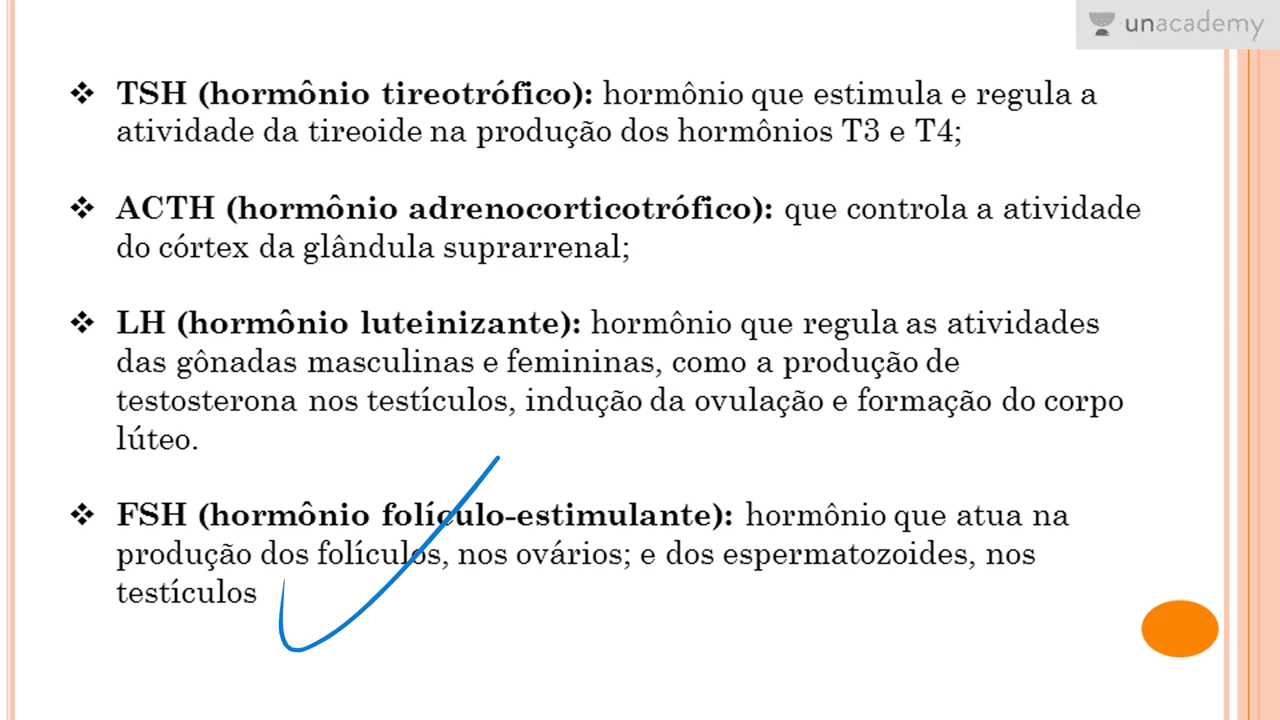 unacademy
❖ TSH (hormônio tireotrófico): hormônio que estimula e regula a
atividade da tireoide na produção dos hormônios T3 e T4;
❖ ACTH (hormônio adrenocorticotrófico): que controla a atividade
do córtex da glândula suprarrenal;
❖ LH (hormônio luteinizante): hormônio que regula as atividades
das gônadas masculinas e femininas, como a produção de
testosterona nos testículos, indução da ovulação e formação do corpo
lúteo.
❖ FSH (hormônio folículo-estimulante): hormônio que atua na
produção dos folículos, nos ovários; e dos espermatozoides, nos
testículos